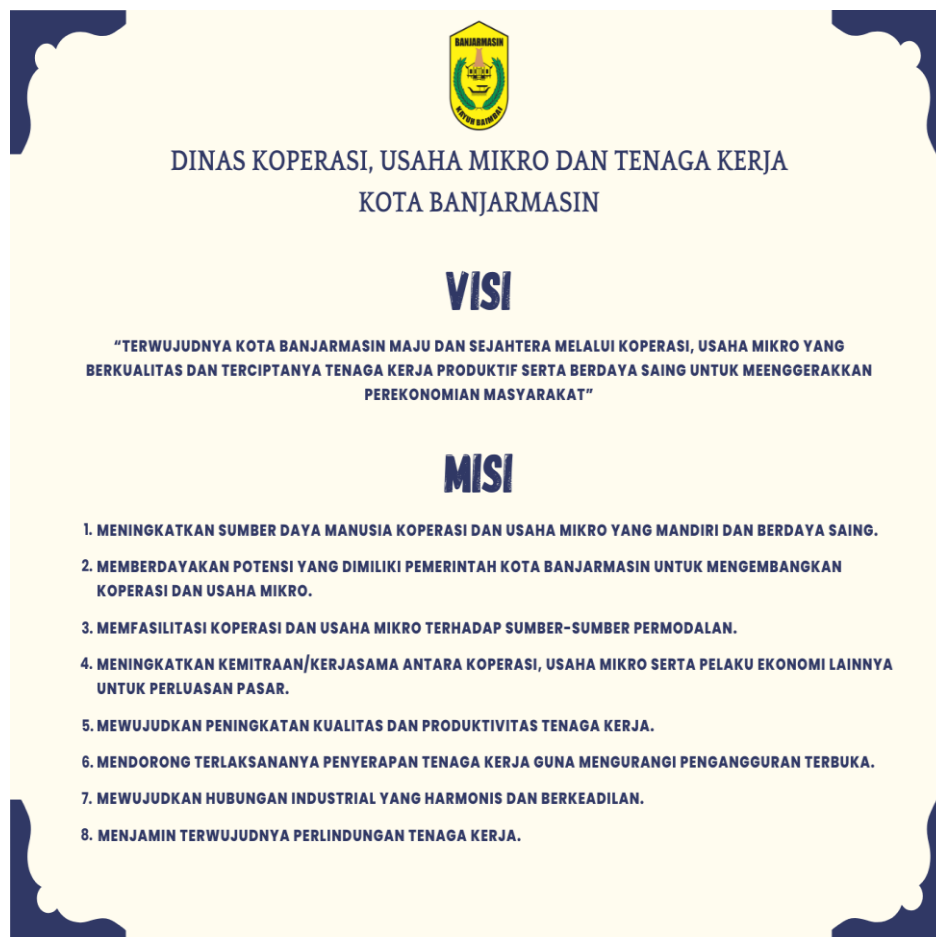 BANJARMASIN
KAYUH BAIMBAI
DINAS KOPERASI, USAHA MIKRO DAN TENAGA KERJA
KOTA BANJARMASIN
VISI
“TERWUJUDNYA KOTA BANJARMASIN MAJU DAN SEJAHTERA MELALUI KOPERASI, USAHA MIKRO YANG
BERKUALITAS DAN TERCIPTANYA TENAGA KERJA PRODUKTIF SERTA BERDAYA SAING UNTUK MEENGGERAKKAN
PEREKONOMIAN MASYARAKAT”
MISI
1. MENINGKATKAN SUMBER DAYA MANUSIA KOPERASI DAN USAHA MIKRO YANG MANDIRI DAN BERDAYA SAING.
2. MEMBERDAYAKAN POTENSI YANG DIMILIKI PEMERINTAH KOTA BANJARMASIN UNTUK MENGEMBANGKAN
KOPERASI DAN USAHA MIKRO.
3. MEMFASILITASI KOPERASI DAN USAHA MIKRO TERHADAP SUMBER-SUMBER PERMODALAN.
4. MENINGKATKAN KEMITRAAN/KERJASAMA ANTARA KOPERASI, USAHA MIKRO SERTA PELAKU EKONOMI LAINNYA
UNTUK PERLUASAN PASAR.
5. MEWUJUDKAN PENINGKATAN KUALITAS DAN PRODUKTIVITAS TENAGA KERJA.
6. MENDORONG TERLAKSANANYA PENYERAPAN TENAGA KERJA GUNA MENGURANGI PENGANGGURAN TERBUKA.
7. MEWUJUDKAN HUBUNGAN INDUSTRIAL YANG HARMONIS DAN BERKEADILAN.
8. MENJAMIN TERWUJUDNYA PERLINDUNGAN TENAGA KERJA.